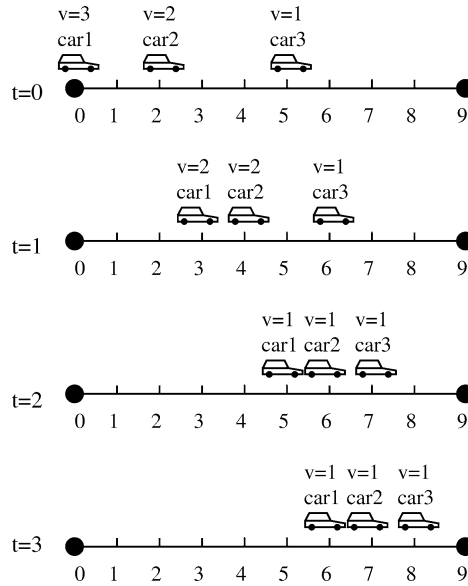 v=3 v=2 v=1
car1 car2 car3
t=0
0 1 2 3 4 5 6 7 8 9
v=2 v=2 v=1
car1 car2 car3
t=1
0 1 2 3 4 5 6 7 8 9
v=1 v=1 v=1
car1 car2 car3
t=2
0 1 2 3 4 5 6 7 8 9
v=1 v=1 v=1
car1 car2 car3
t=3
0 1 2 3 4 5 6 7 8 9